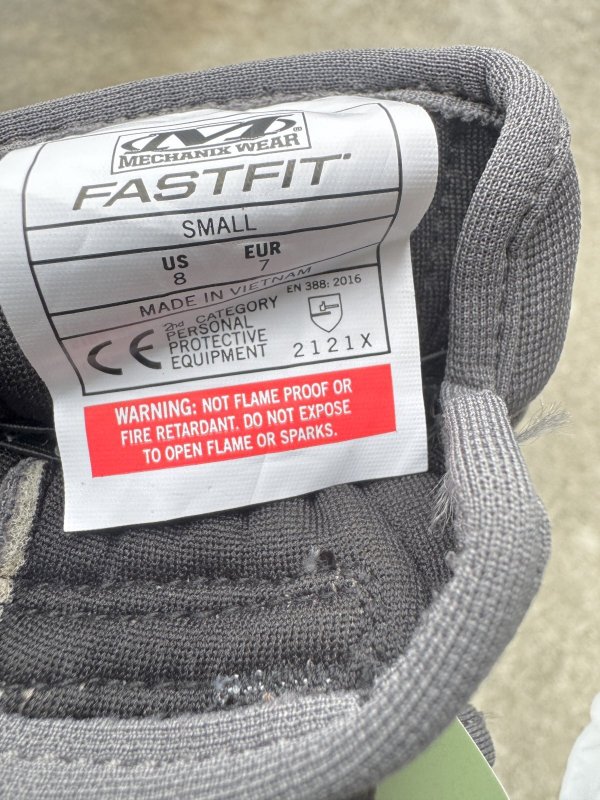 M®
MECHANIX WEAR
FASTFIT®
SMALL
US EUR
8 7
MADE IN VIETNAM
CE 2nd CATEGORY
PERSONAL
PROTECTIVE
EQUIPMENT
EN 388: 2016
2121X
WARNING: NOT FLAME PROOF OR
FIRE RETARDANT. DO NOT EXPOSE
TO OPEN FLAME OR SPARKS.